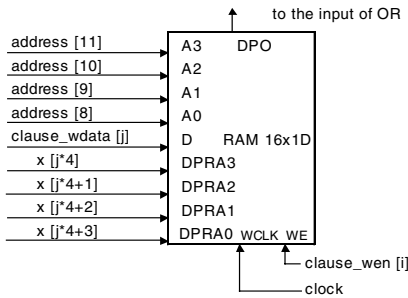 to the input of OR
address [11] A3 DPO
address [10] A2
address [9] A1
address [8] A0
clause_wdata [j] D RAM 16x1D
x [j*4] DPRA3
x [j*4+1] DPRA2
x [j*4+2] DPRA1
x [j*4+3] DPRA0 WCLK WE
clause_wen [i]
clock